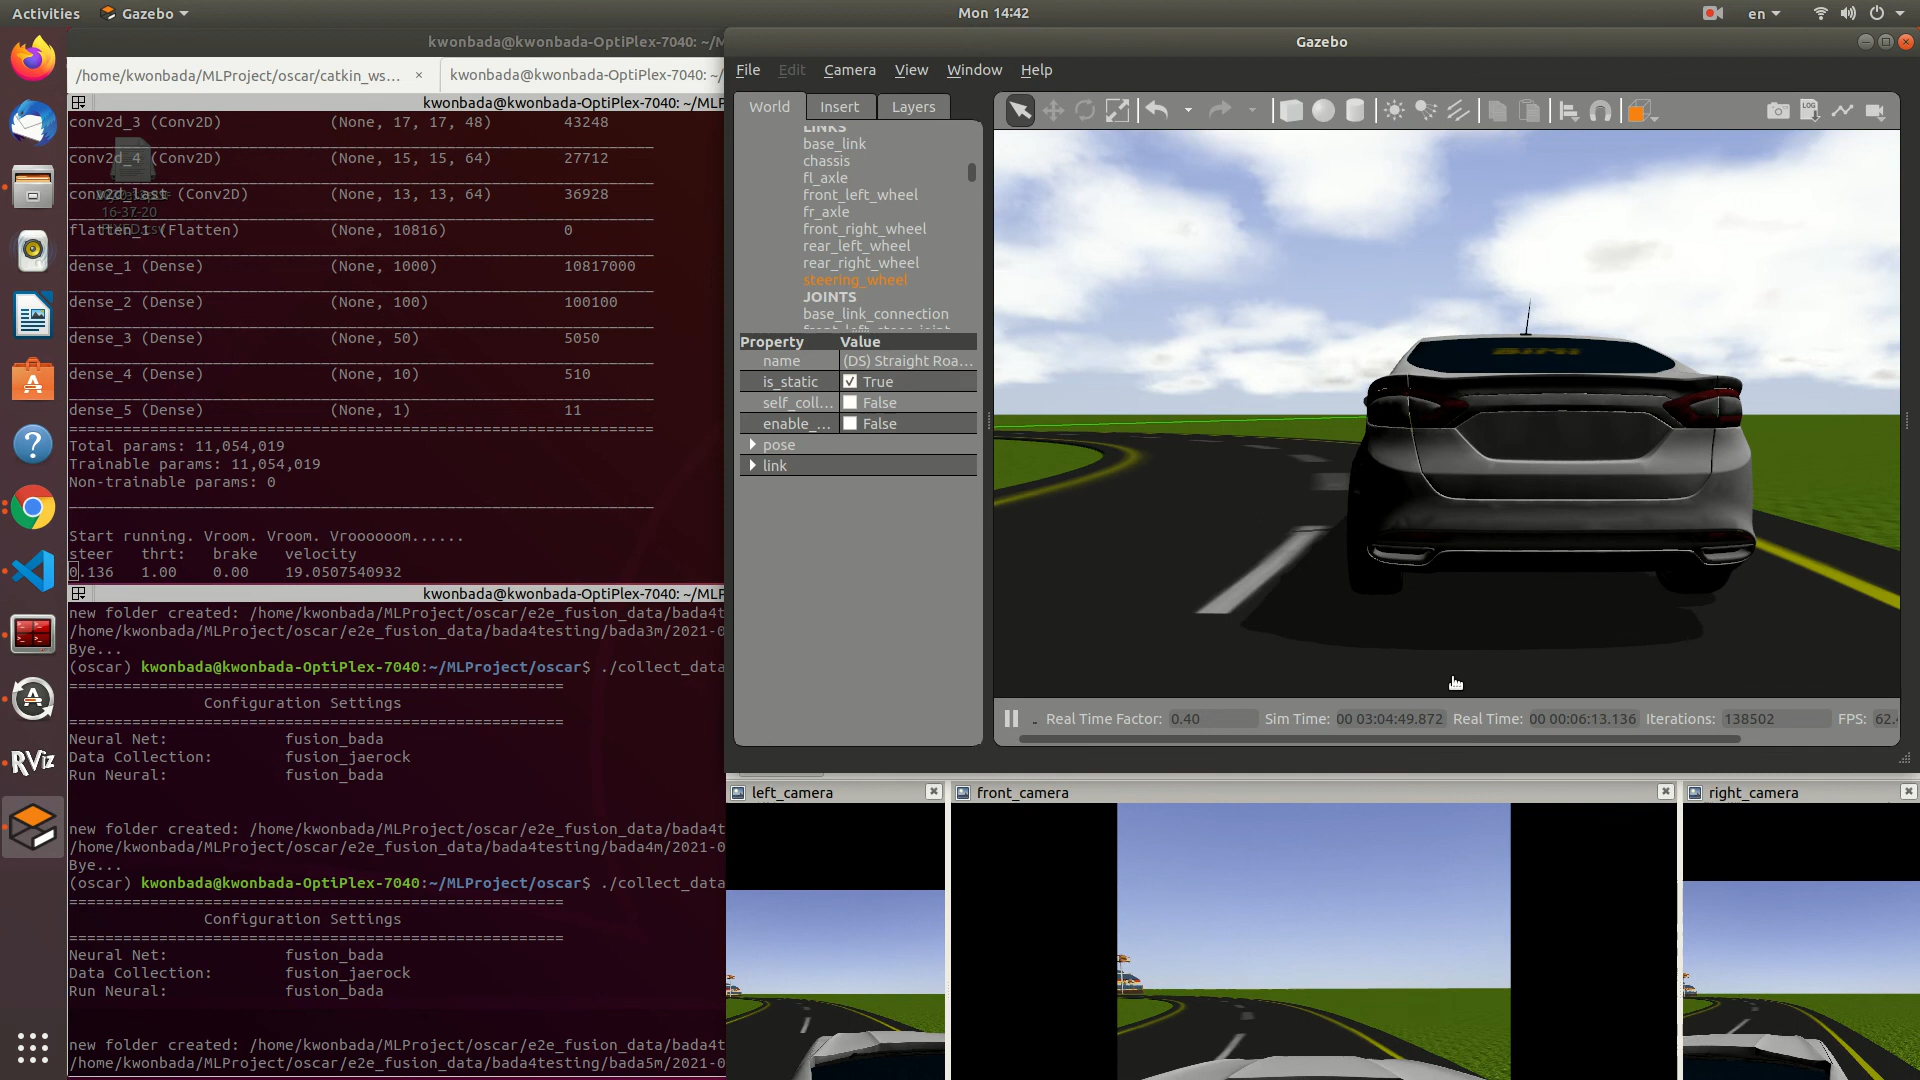 Activities
Gazebo
Mon 14:42
en
kwonbada@kwonbada-OptiPlex-7040: ~/M
/home/kwonbada/MLProject/oscar/catkin_ws... ×
kwonbada@kwonbada-OptiPlex-7040: ~/
kwonbada@kwonbada-OptiPlex-7040: ~/MLP
conv2d_3 (Conv2D) (None, 17, 17, 48) 43248
conv2d_4 (Conv2D) (None, 15, 15, 64) 27712
conv2d_last (Conv2D) (None, 13, 13, 64) 36928
16-37-20
flatten_1 (Flatten) (None, 10816) 0
dense_1 (Dense) (None, 1000) 10817000
dense_2 (Dense) (None, 100) 100100
dense_3 (Dense) (None, 50) 5050
dense_4 (Dense) (None, 10) 510
dense_5 (Dense) (None, 1) 11
Total params: 11,054,019
Trainable params: 11,054,019
Non-trainable params: 0
Start running. Vroom. Vroom. Vroooooom......
steer thrt: brake velocity
0.136 1.00 0.00 19.0507540932
kwonbada@kwonbada-OptiPlex-7040: ~/MLP
new folder created: /home/kwonbada/MLProject/oscar/e2e_fusion_data/bada4t
/home/kwonbada/MLProject/oscar/e2e_fusion_data/bada4testing/bada3m/2021-0
Bye...
(oscar) kwonbada@kwonbada-OptiPlex-7040:~/MLProject/oscar$ ./collect_data
Configuration Settings
Neural Net: fusion_bada
Data Collection: fusion_jaerock
Run Neural: fusion_bada
new folder created: /home/kwonbada/MLProject/oscar/e2e_fusion_data/bada4t
/home/kwonbada/MLProject/oscar/e2e_fusion_data/bada4testing/bada4m/2021-0
Bye...
(oscar) kwonbada@kwonbada-OptiPlex-7040:~/MLProject/oscar$ ./collect_data
Configuration Settings
Neural Net: fusion_bada
Data Collection: fusion_jaerock
Run Neural: fusion_bada
new folder created: /home/kwonbada/MLProject/oscar/e2e_fusion_data/bada4t
/home/kwonbada/MLProject/oscar/e2e_fusion_data/bada4testing/bada5m/2021-0
RViz
Gazebo
File Edit Camera View Window Help
World Insert Layers
LINKS
base_link
chassis
fl_axle
front_left_wheel
fr_axle
front_right_wheel
rear_left_wheel
rear_right_wheel
steering_wheel
JOINTS
base_link_connection
Property Value
name (DS) Straight Roa...
is_static True
self_coll... False
enable_... False
pose
link
LOG
Real Time Factor: 0.40 Sim Time: 00 03:04:49.872 Real Time: 00 00:06:13.136 Iterations: 138502 FPS: 62.
left_camera
front_camera
right_camera